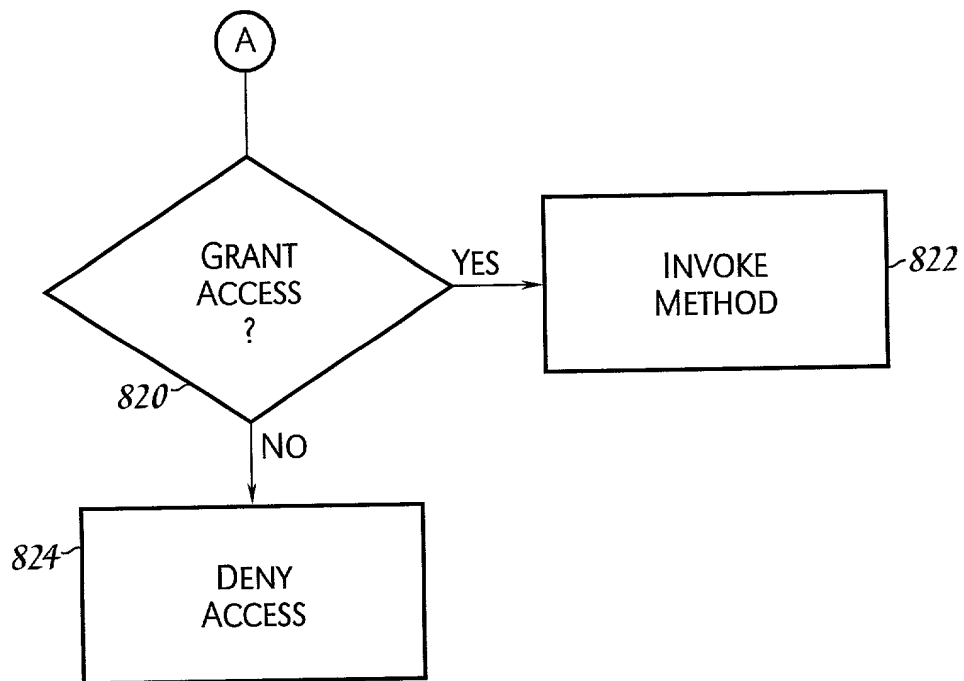 A
GRANT
ACCESS
?
820
YES
INVOKE
METHOD
822
NO
824
DENY
ACCESS